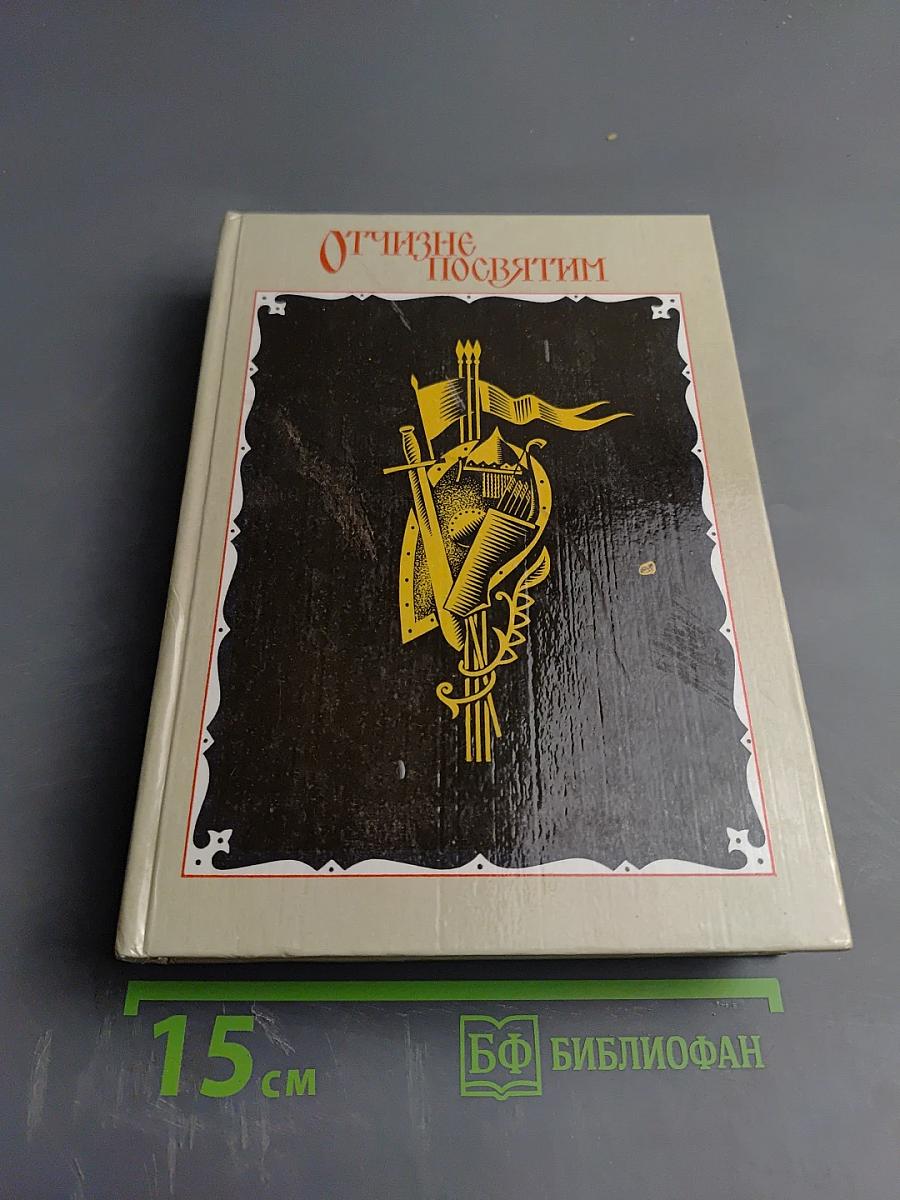 Отчизне
посвятим
15 см
БФ БИБЛИОФАН